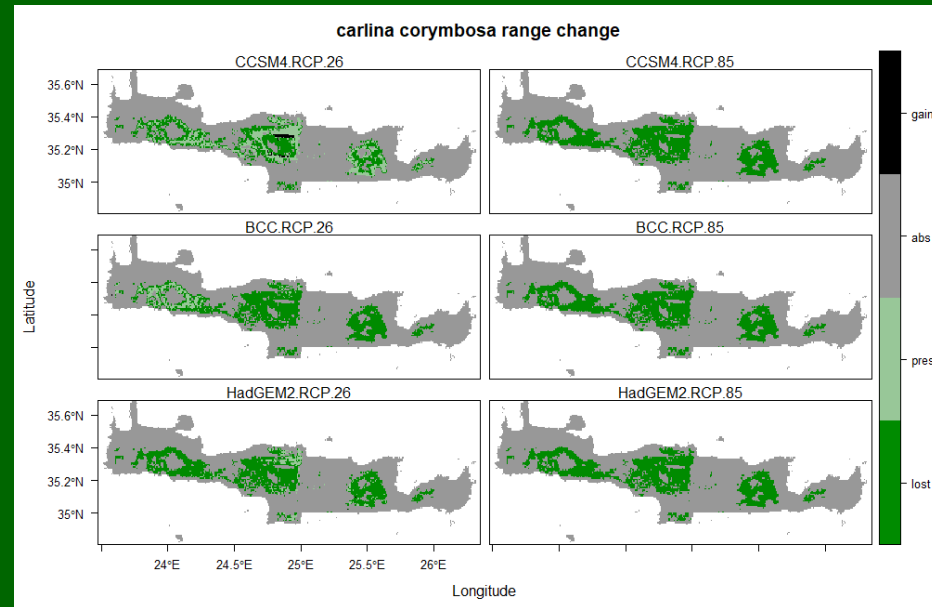 carlina corymbosa range change
CCSM4.RCP.26
CCSM4.RCP.85
35.6°N
35.4°N
35.2°N
35°N
gain
abs
pres
lost
BCC.RCP.26
BCC.RCP.85
Latitude
HadGEM2.RCP.26
HadGEM2.RCP.85
35.6°N
35.4°N
35.2°N
35°N
24°E
24.5°E
25°E
25.5°E
26°E
Longitude